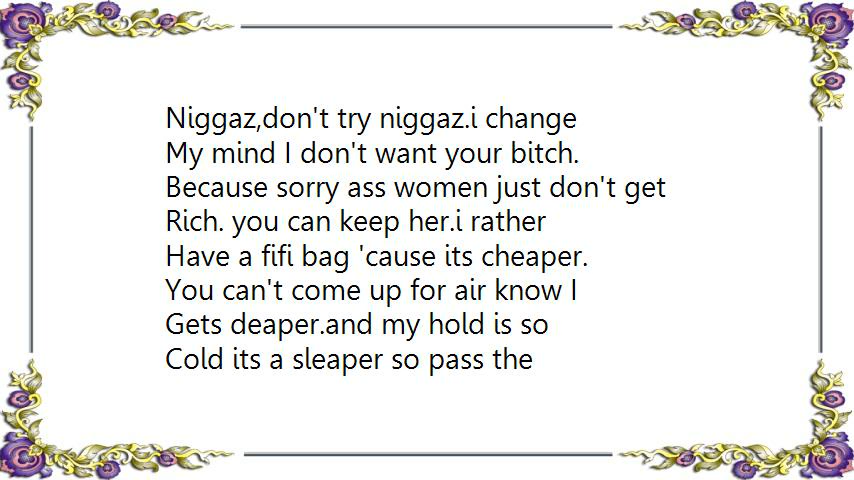 Niggaz,don't try niggaz.i change
My mind I don't want your bitch.
Because sorry ass women just don't get
Rich. you can keep her.i rather
Have a fifi bag 'cause its cheaper.
You can't come up for air know I
Gets deaper.and my hold is so
Cold its a sleaper so pass the